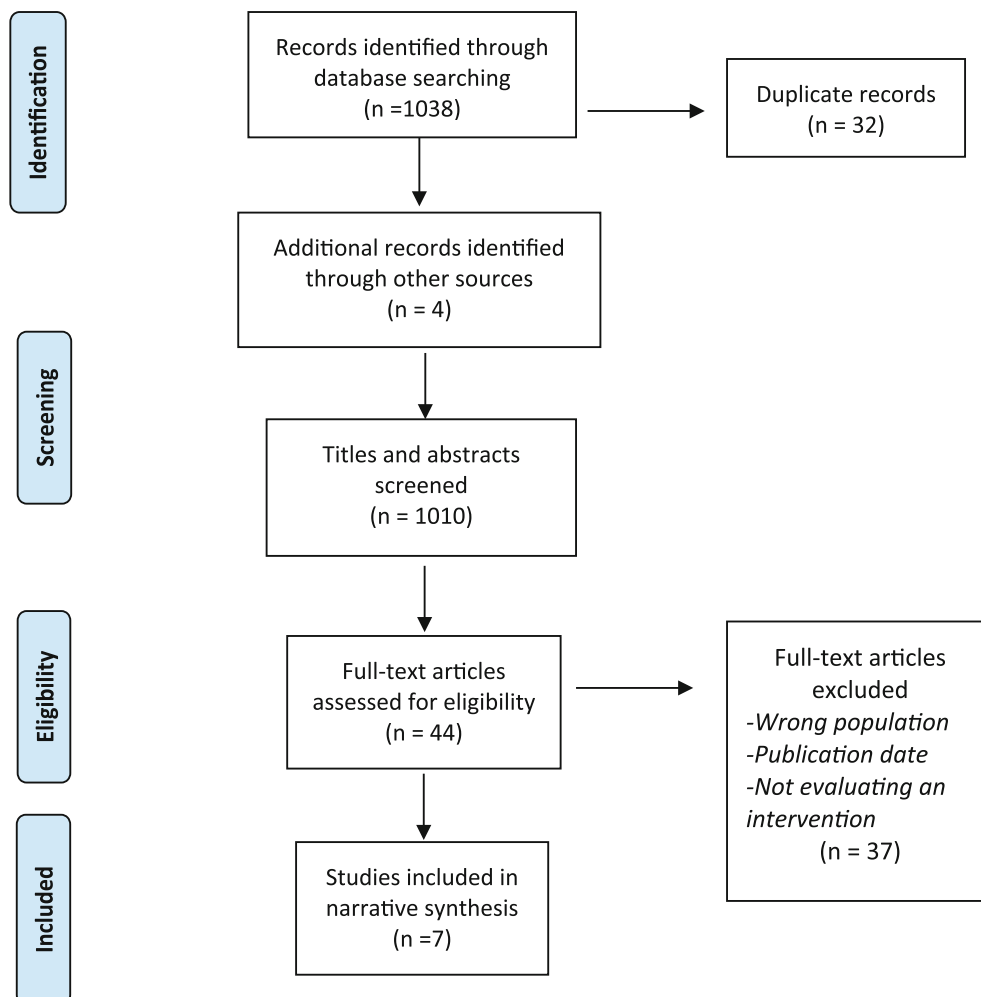 Identification
Records identified through
database searching
(n =1038)
Duplicate records
(n = 32)
Additional records identified
through other sources
(n = 4)
Screening
Titles and abstracts
screened
(n = 1010)
Eligibility
Full-text articles
assessed for eligibility
(n = 44)
Full-text articles
excluded
-Wrong population
-Publication date
-Not evaluating an
intervention
(n = 37)
Included
Studies included in
narrative synthesis
(n =7)